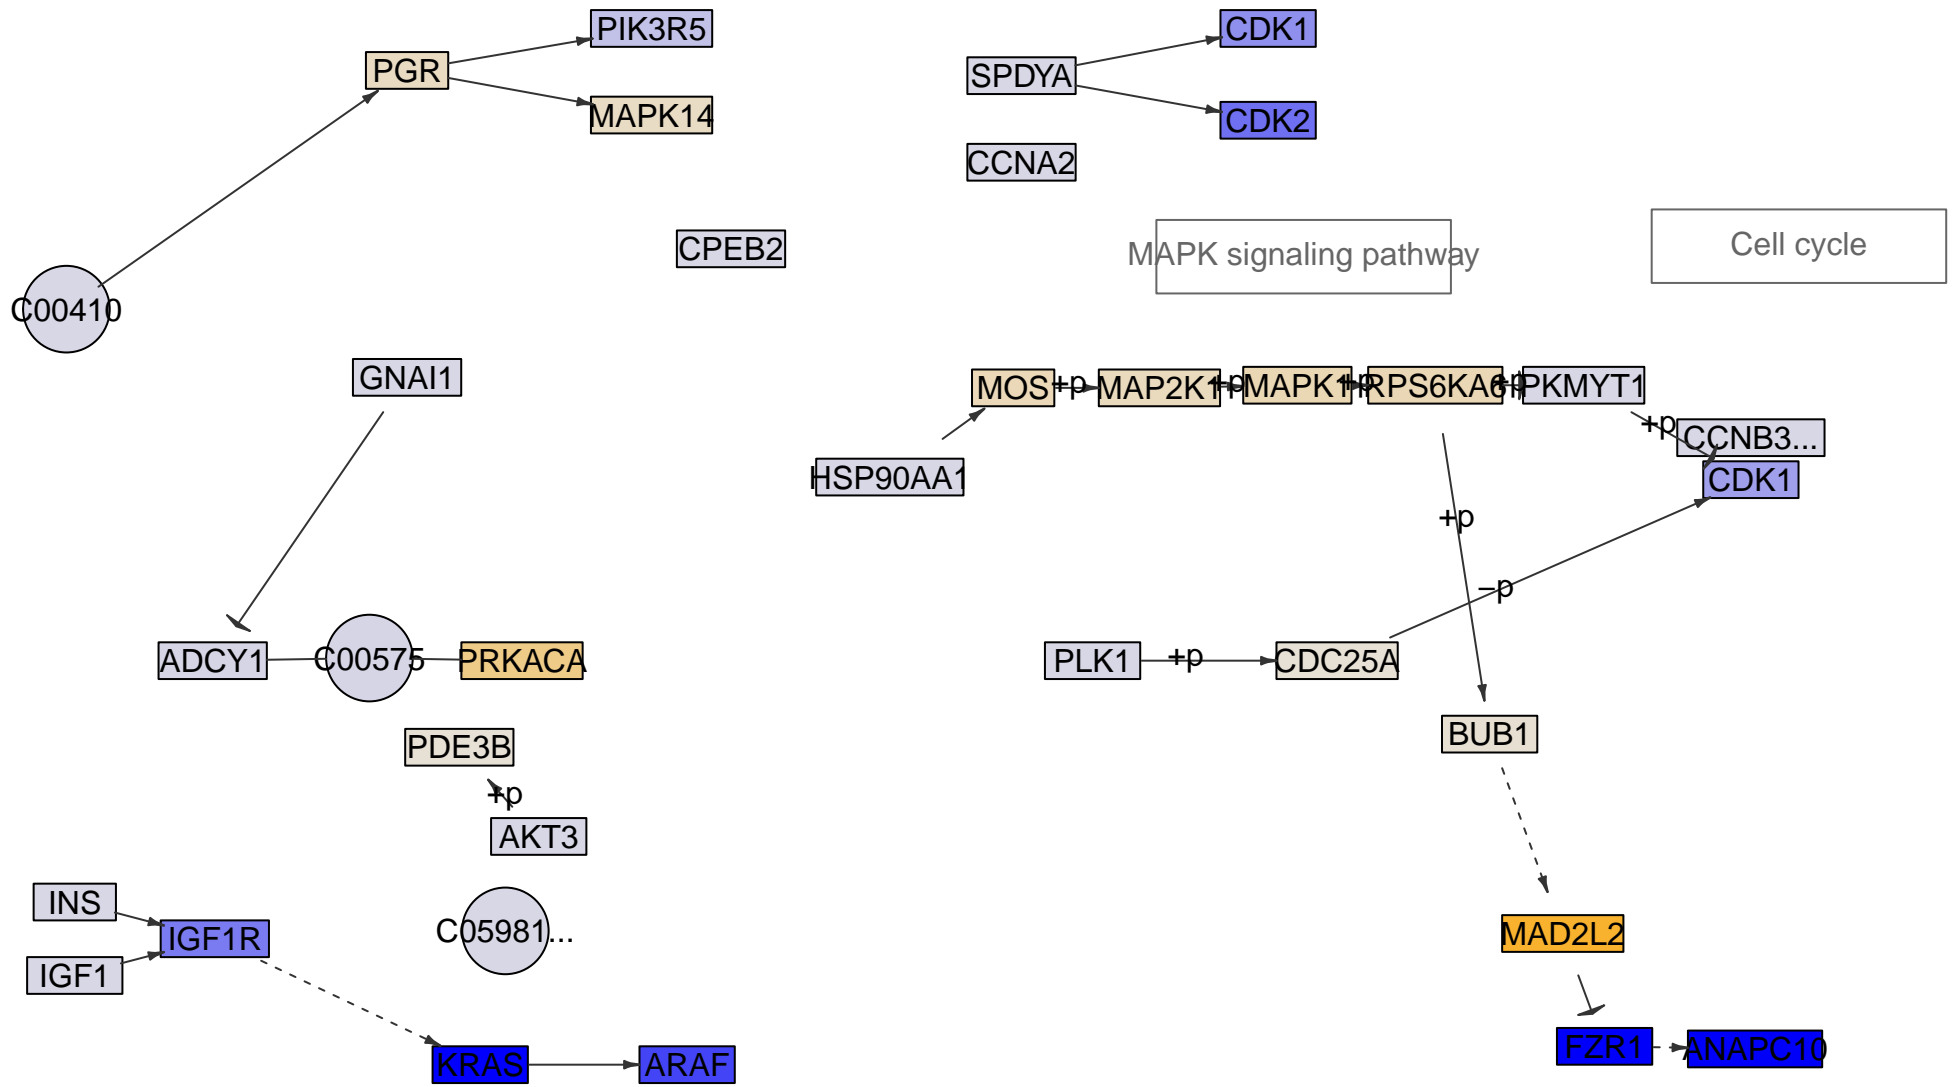 PIK3R5
CDK1
PGR
SPDYA
MAPK14
CDK2
CCNA2
CPEB2
MAPK signaling pathway
Cell cycle
C00410
GNAI1
MOS
+p
MAP2K1
+p
MAPK1
+p
RPS6KA6
+p
PKMYT1
+p
CCNB3...
HSP90AA1
CDK1
+p
−p
ADCY1
C00575
PRKACA
PLK1
+p
CDC25A
PDE3B
BUB1
+p
AKT3
INS
IGF1R
C05981...
MAD2L2
IGF1
KRAS
ARAF
FZR1
ANAPC10